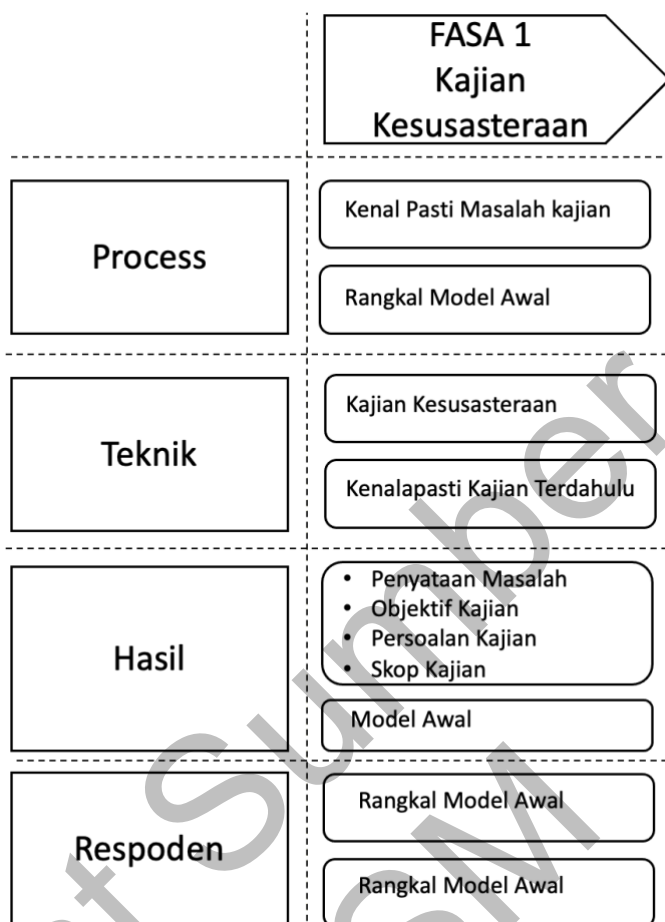 FASA 1
Kajian
Kesusasteraan
Process
Kenal Pasti Masalah kajian
Rangkal Model Awal
Teknik
Kajian Kesusasteraan
Kenalapasti Kajian Terdahulu
Hasil
• Penyataan Masalah
• Objektif Kajian
• Persoalan Kajian
• Skop Kajian
Model Awal
Respoden
Rangkal Model Awal
Rangkal Model Awal
Sumber